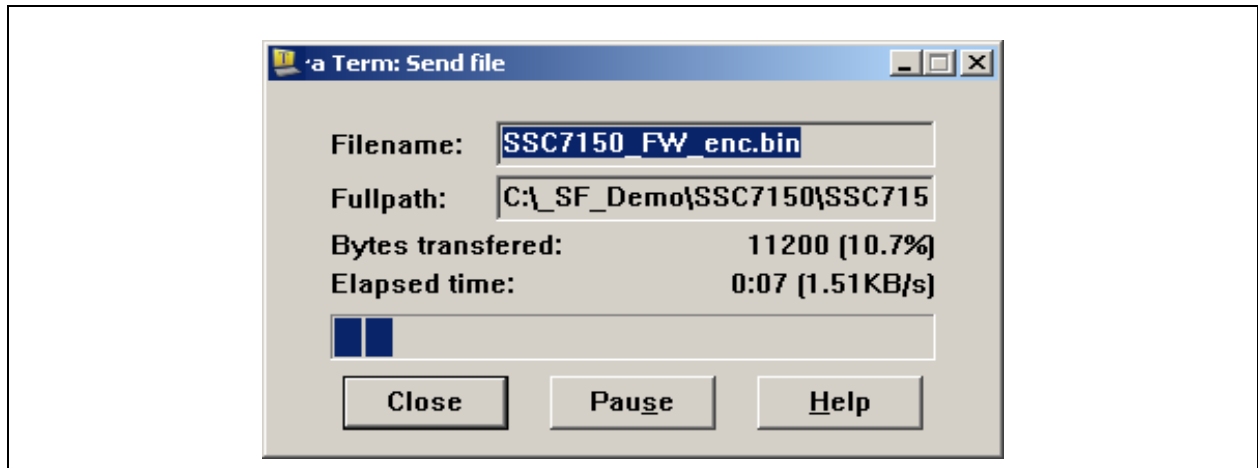 a Term: Send file
Filename: SSC7150_FW_enc.bin
Fullpath: C:\_SF_Demo\SSC7150\SSC715
Bytes transfered: 11200 (10.7%)
Elapsed time: 0:07 (1.51KB/s)
Close Pause Help